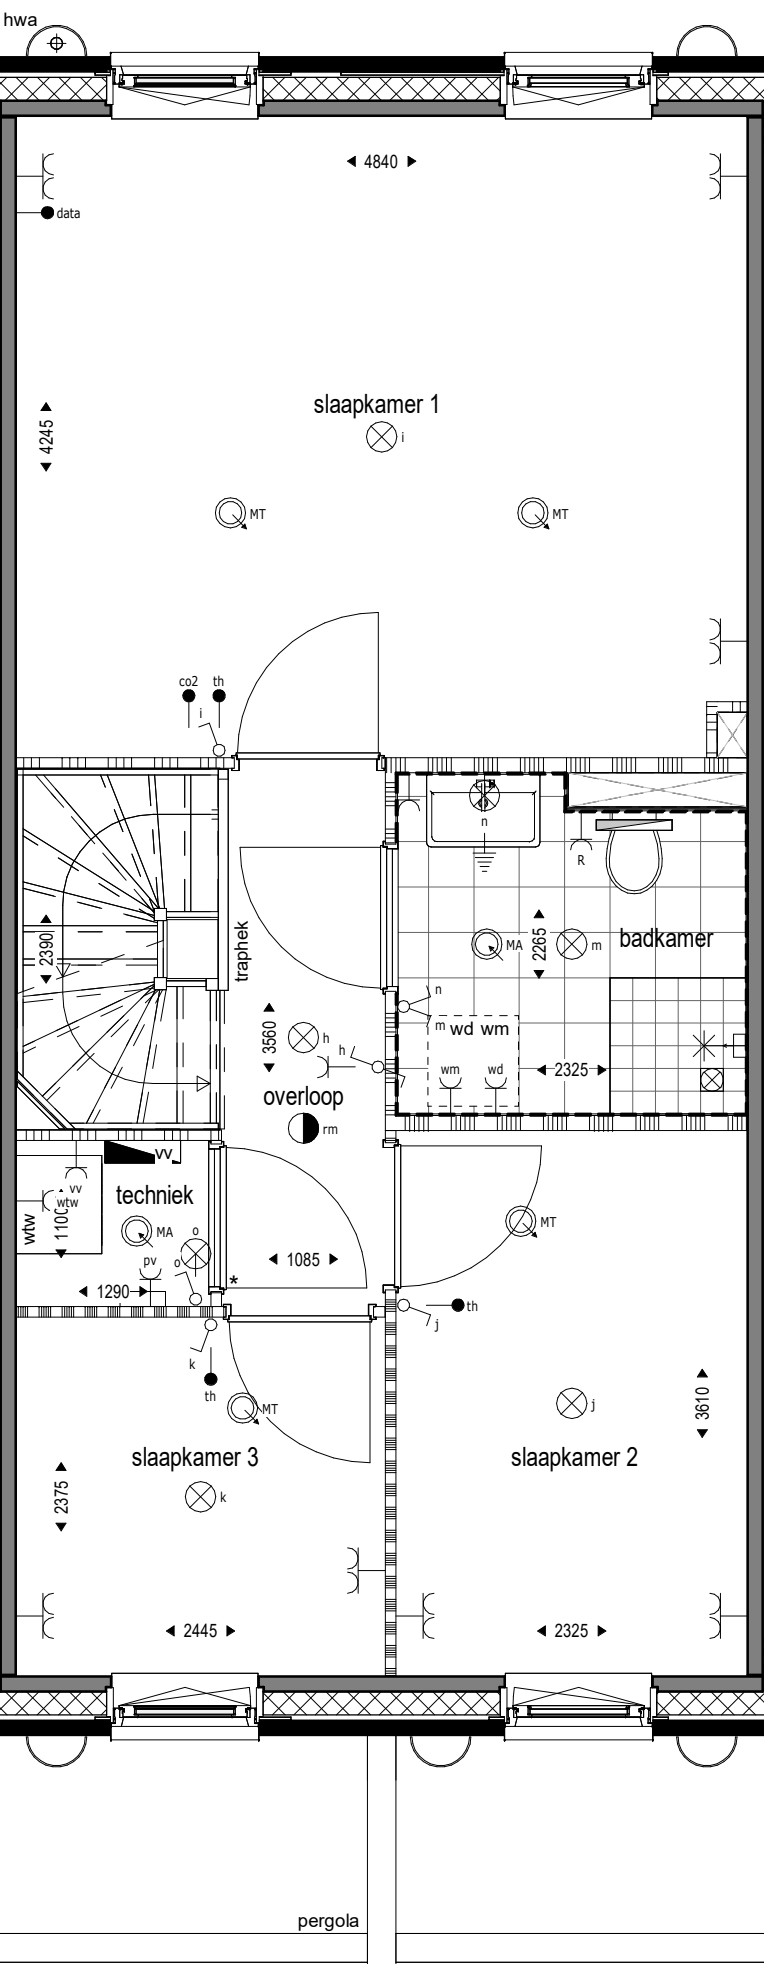 hwa
4840
data
slaapkamer 1
i
4245
MT
MT
co2
th
i
n
R
traphek
2390
MA
2265
m
badkamer
n
m
3560
h
h
wd wm
wm
wd
2325
overloop
rm
vv
techniek
vv
wtw
wtw
1100
MA
o
MT
pv
o
1085
*
1290
th
j
k
th
MT
j
3610
slaapkamer 3
slaapkamer 2
2375
k
2445
2325
pergola